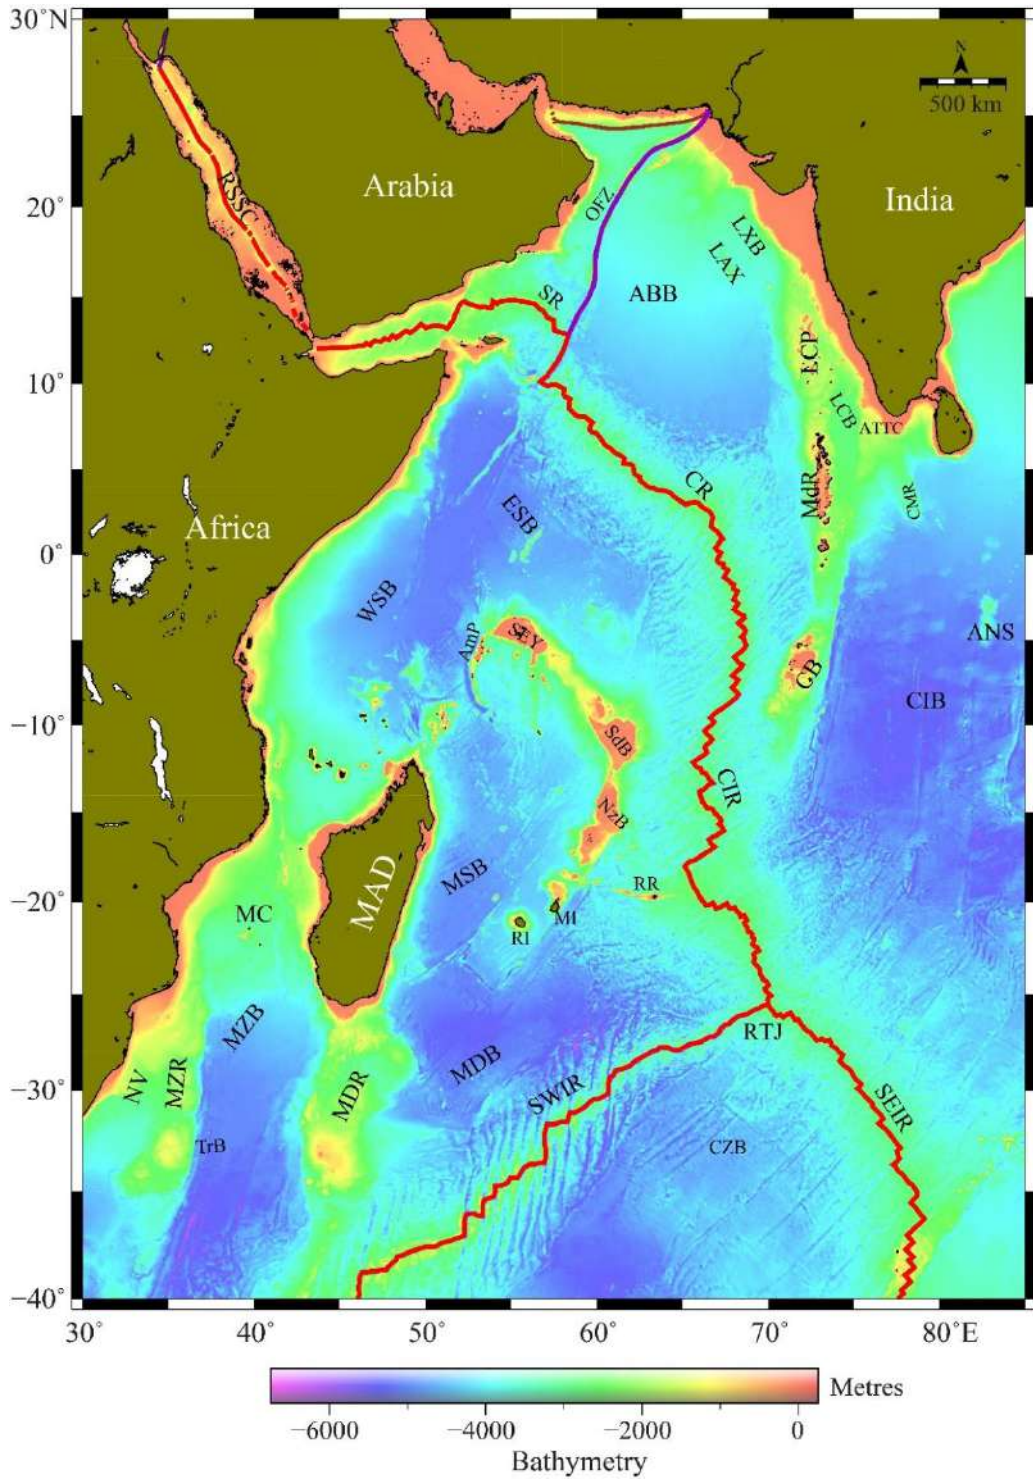 30°N
N
500 km
RSSC
Arabia
India
20°
OFZ
LXB
LAX
ABB
SR
LCP
LCB
ATTC
10°
CR
MdR
CMR
Africa
ESB
0°
WSB
AmP
SEY
ANS
CB
CIB
−10°
SdB
CIR
NzB
MAD
MSB
RR
MC
MI
RI
−20°
MZB
RTJ
MDB
NV
MZR
MDR
SWIR
SEIR
−30°
TrB
CZB
−40°
30° 40° 50° 60° 70° 80°E
Metres
−6000 −4000 −2000 0
Bathymetry